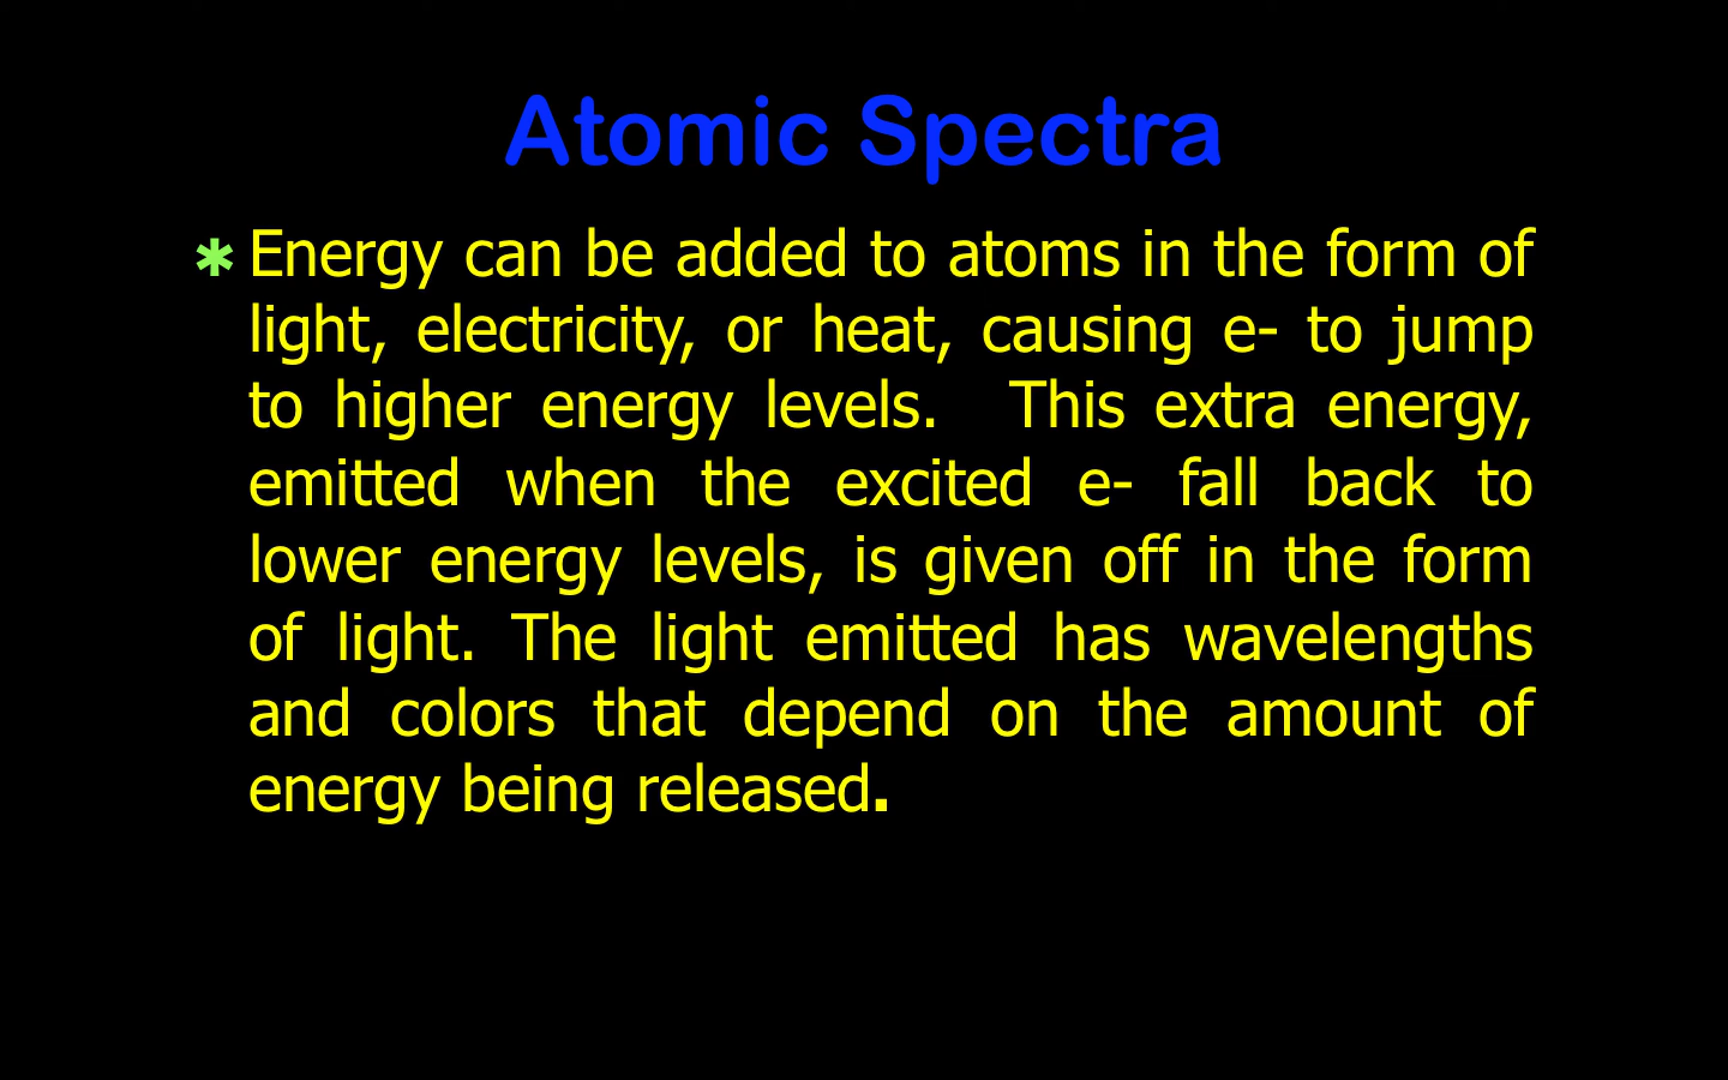 Atomic Spectra
✱ Energy can be added to atoms in the form of
light, electricity, or heat, causing e- to jump
to higher energy levels.  This extra energy,
emitted when the excited e- fall back to
lower energy levels, is given off in the form
of light. The light emitted has wavelengths
and colors that depend on the amount of
energy being released.